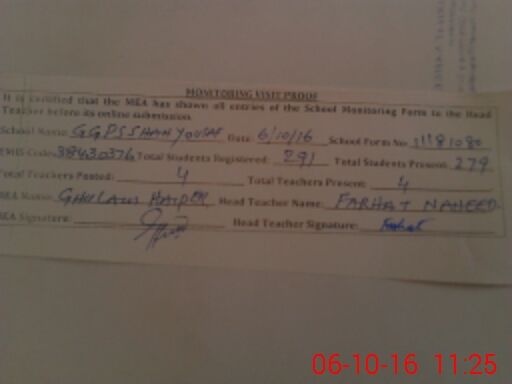 MONITORING VISIT PROOF
It is certified that the MEA has shown all entries of the School Monitoring Form to the Head
Teacher before its online submission.
School Name: GGPS SHAN YOUSAF Date: 6/10/16 School Form No. 11181080
EMIS Code: 38430376 Total Students Registered: 291 Total Students Present: 279
Total Teachers Posted: 4 Total Teachers Present: 4
MEA Name: GHULAM HAIDER Head Teacher Name: FARHAT NAHEED
MEA Signature: Head Teacher Signature: Farhat
06-10-16 11:25